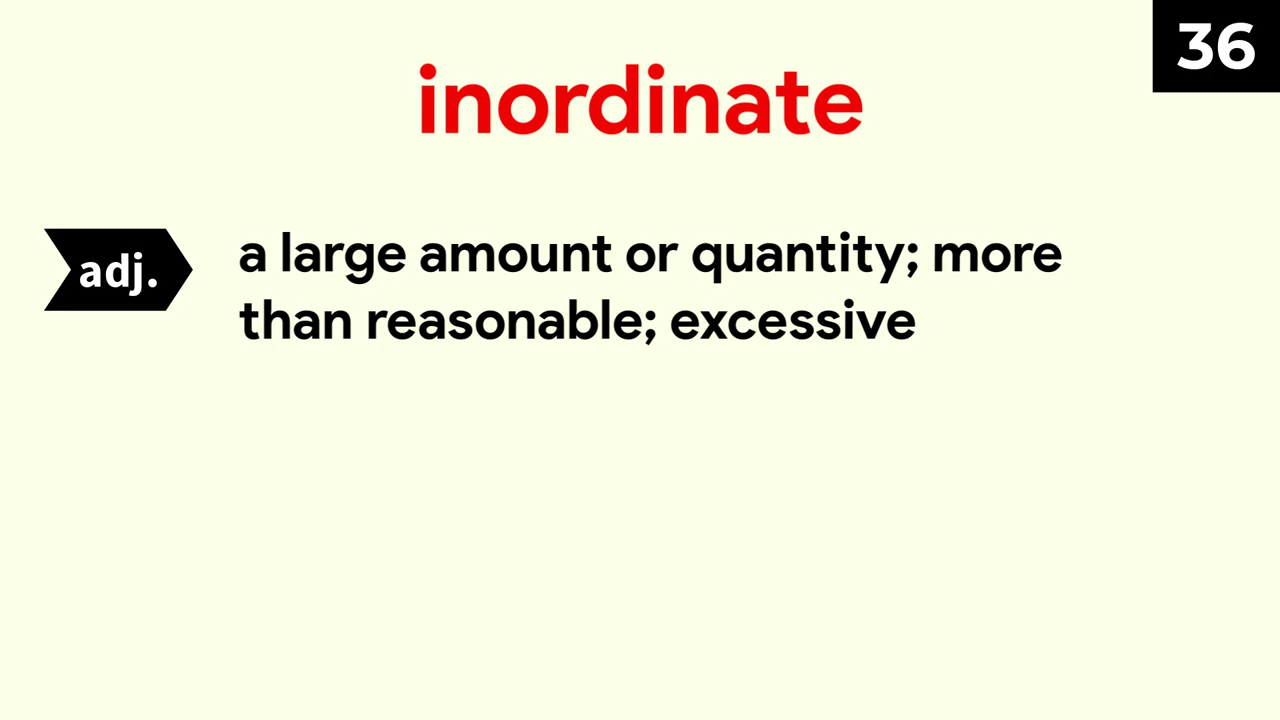 36
inordinate
adj.
a large amount or quantity; more
than reasonable; excessive